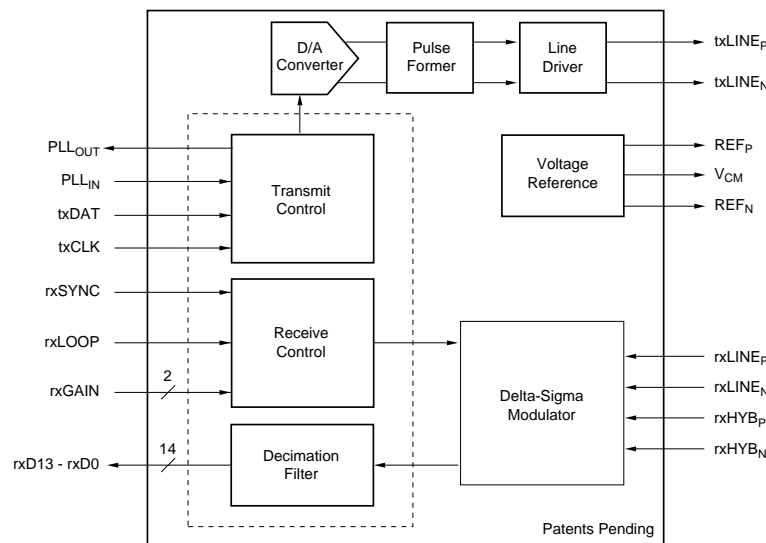 D/A
Converter
Pulse
Former
Line
Driver
txLINEP
txLINEN
PLLOUT
PLLIN
txDAT
txCLK
Transmit
Control
Voltage
Reference
REFP
VCM
REFN
rxSYNC
rxLOOP
rxGAIN
2
Receive
Control
Delta-Sigma
Modulator
rxLINEP
rxLINEN
rxHYBP
rxHYBN
rxD13 - rxD0
14
Decimation
Filter
Patents Pending